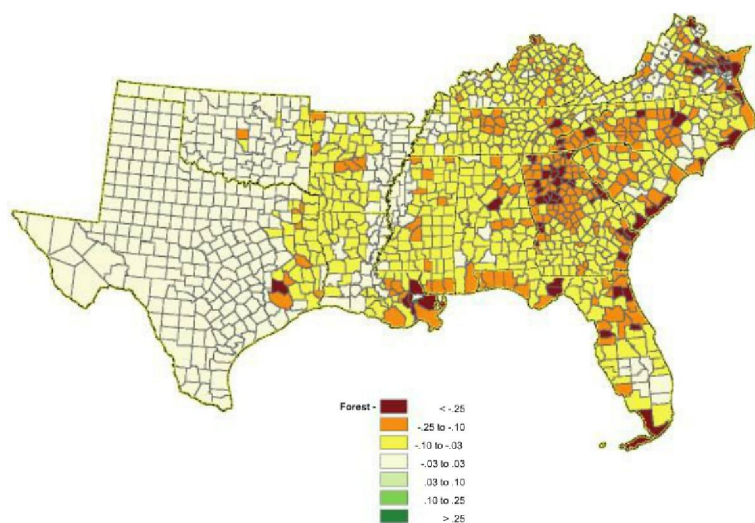 Forest - < -.25
-.25 to -.10
-.10 to -.03
-.03 to .03
.03 to .10
.10 to .25
> .25